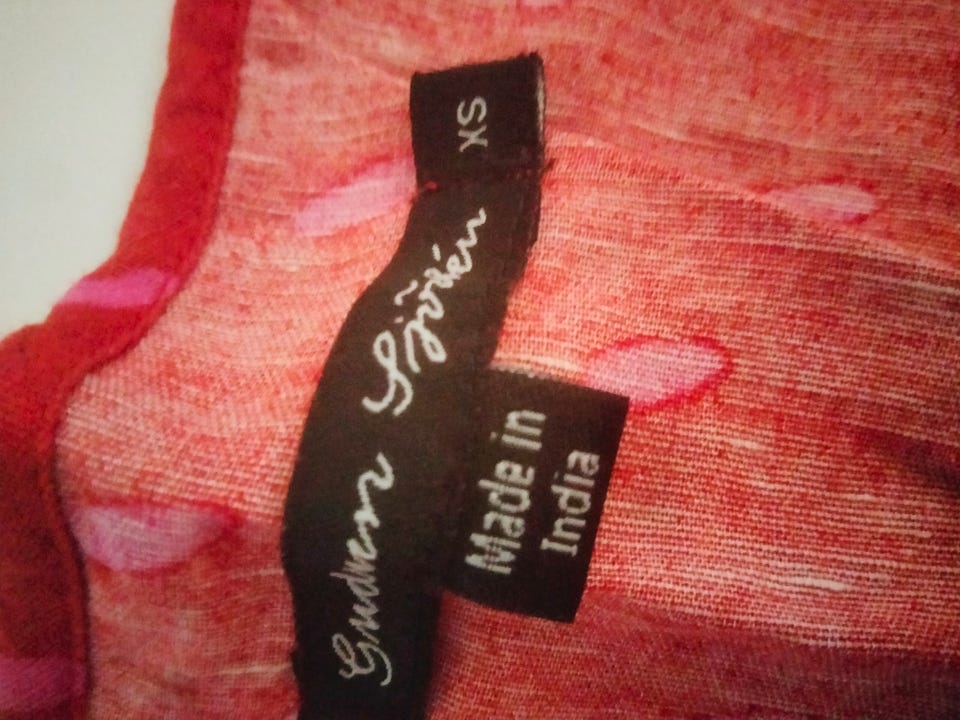 Gudrun Sjödén
XS
Made in
India